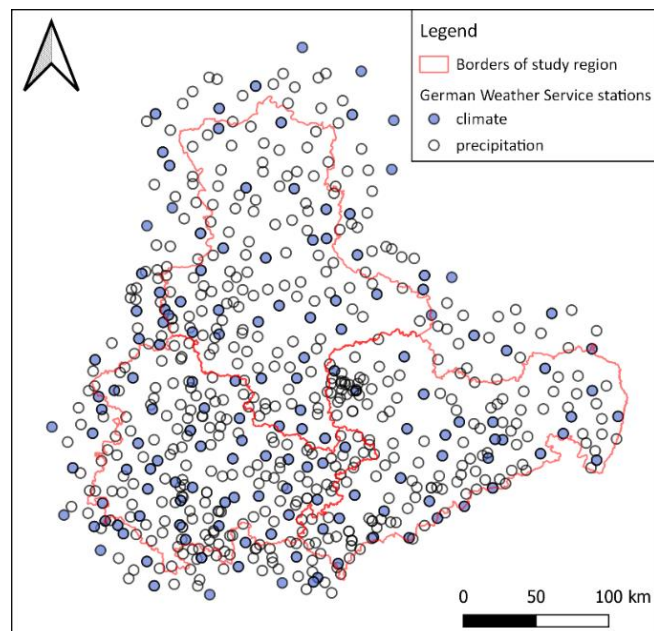 Legend
Borders of study region
German Weather Service stations
climate
precipitation
0 50 100 km